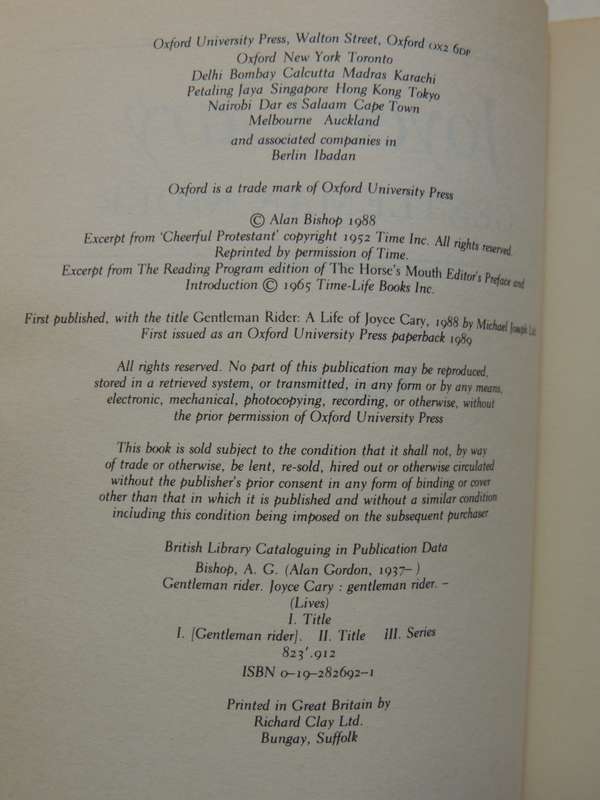 Oxford University Press, Walton Street, Oxford OX2 6DP
Oxford New York Toronto
Delhi Bombay Calcutta Madras Karachi
Petaling Jaya Singapore Hong Kong Tokyo
Nairobi Dar es Salaam Cape Town
Melbourne Auckland
and associated companies in
Berlin Ibadan
Oxford is a trade mark of Oxford University Press
© Alan Bishop 1988
Excerpt from 'Cheerful Protestant' copyright 1952 Time Inc. All rights reserved.
Reprinted by permission of Time.
Excerpt from The Reading Program edition of The Horse's Mouth Editor's Preface and
Introduction © 1965 Time-Life Books Inc.
First published, with the title Gentleman Rider: A Life of Joyce Cary, 1988 by Michael Joseph Ltd.
First issued as an Oxford University Press paperback 1989
All rights reserved. No part of this publication may be reproduced,
stored in a retrieved system, or transmitted, in any form or by any means,
electronic, mechanical, photocopying, recording, or otherwise, without
the prior permission of Oxford University Press
This book is sold subject to the condition that it shall not, by way
of trade or otherwise, be lent, re-sold, hired out or otherwise circulated
without the publisher's prior consent in any form of binding or cover
other than that in which it is published and without a similar condition
including this condition being imposed on the subsequent purchaser
British Library Cataloguing in Publication Data
Bishop, A. G. (Alan Gordon, 1937– )
Gentleman rider. Joyce Cary : gentleman rider. –
(Lives)
I. Title
I. [Gentleman rider]. II. Title III. Series
823'.912
ISBN 0-19-282692-1
Printed in Great Britain by
Richard Clay Ltd.
Bungay, Suffolk